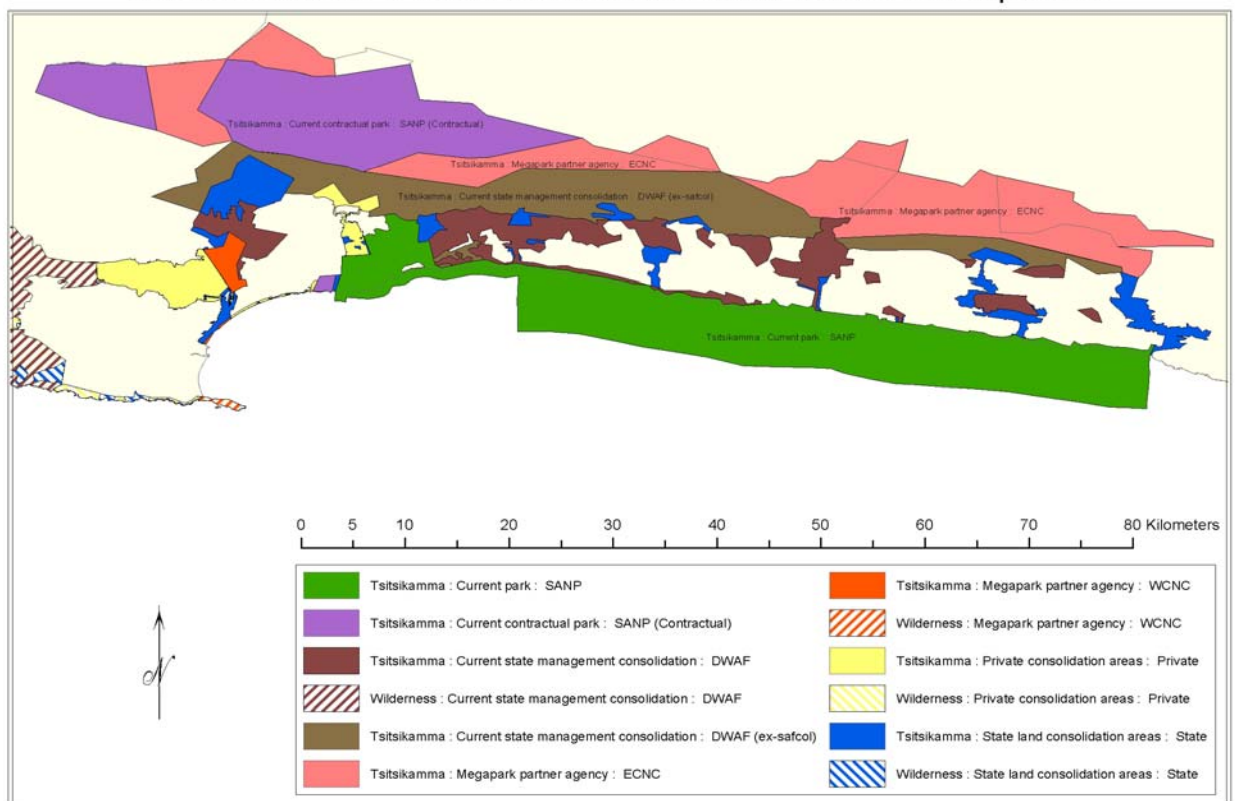 Tsitsikamma : Current contractual park : SANP (Contractual)
Tsitsikamma : Megapark partner agency : ECNC
Tsitsikamma : Current state management consolidation : DWAF (ex-safcol)
Tsitsikamma : Megapark partner agency : ECNC
Tsitsikamma : Current park : SANP
0 5 10 20 30 40 50 60 70 80 Kilometers
Tsitsikamma : Current park : SANP
Tsitsikamma : Current contractual park : SANP (Contractual)
Tsitsikamma : Current state management consolidation : DWAF
Wilderness : Current state management consolidation : DWAF
Tsitsikamma : Current state management consolidation : DWAF (ex-safcol)
Tsitsikamma : Megapark partner agency : ECNC
Tsitsikamma : Megapark partner agency : WCNC
Wilderness : Megapark partner agency : WCNC
Tsitsikamma : Private consolidation areas : Private
Wilderness : Private consolidation areas : Private
Tsitsikamma : State land consolidation areas : State
Wilderness : State land consolidation areas : State
N